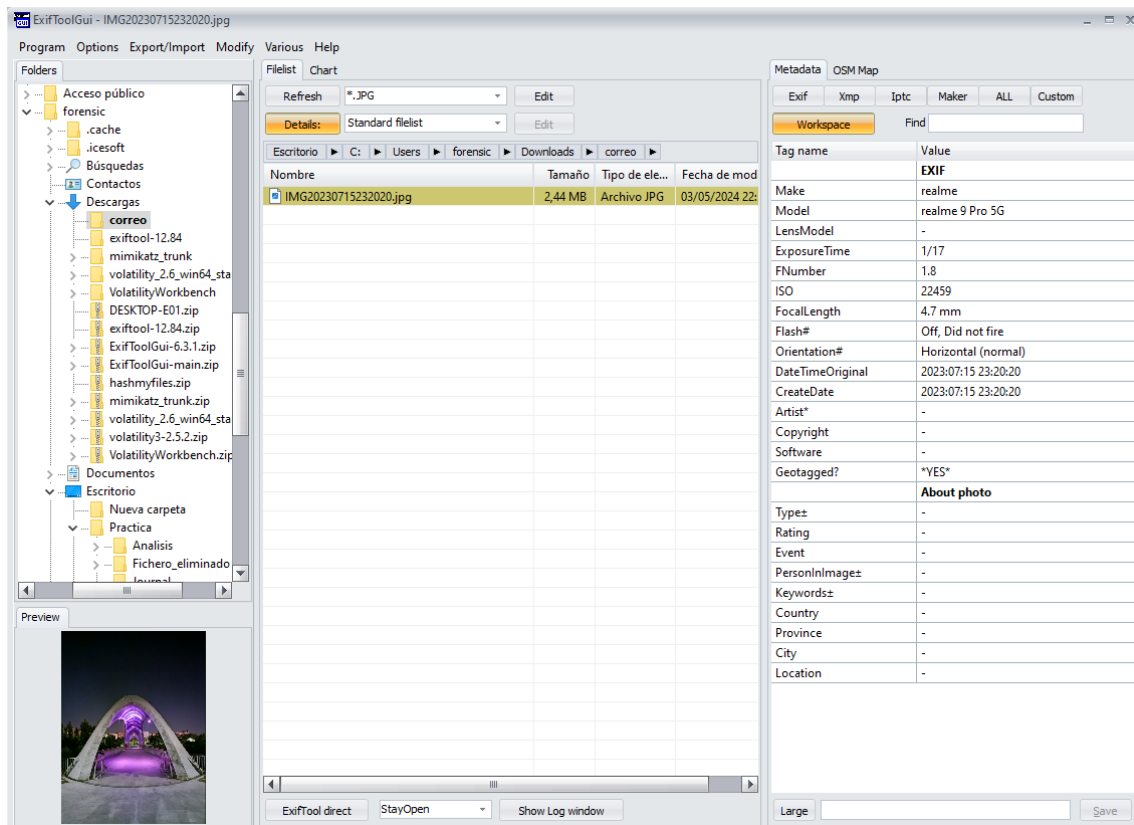 ExifToolGui - IMG20230715232020.jpg
Program Options Export/Import Modify Various Help
Folders
Acceso público
forensic
.cache
.icesoft
Búsquedas
Contactos
Descargas
correo
exiftool-12.84
mimikatz_trunk
volatility_2.6_win64_sta
VolatilityWorkbench
DESKTOP-E01.zip
exiftool-12.84.zip
ExifToolGui-6.3.1.zip
ExifToolGui-main.zip
hashmyfiles.zip
mimikatz_trunk.zip
volatility_2.6_win64_sta
volatility3-2.5.2.zip
VolatilityWorkbench.zip
Documentos
Escritorio
Nueva carpeta
Practica
Analisis
Fichero_eliminado
Journal
Preview
Filelist Chart
Refresh *.JPG Edit
Details: Standard filelist Edit
Escritorio C: Users forensic Downloads correo
Nombre Tamaño Tipo de ele... Fecha de mod
IMG20230715232020.jpg 2,44 MB Archivo JPG 03/05/2024 22:
ExifTool direct StayOpen Show Log window
Metadata OSM Map
Exif Xmp Iptc Maker ALL Custom
Workspace Find
Tag name Value
EXIF
Make realme
Model realme 9 Pro 5G
LensModel -
ExposureTime 1/17
FNumber 1.8
ISO 22459
FocalLength 4.7 mm
Flash# Off, Did not fire
Orientation# Horizontal (normal)
DateTimeOriginal 2023:07:15 23:20:20
CreateDate 2023:07:15 23:20:20
Artist* -
Copyright -
Software -
Geotagged? *YES*
About photo
Type± -
Rating -
Event -
PersonInImage± -
Keywords± -
Country -
Province -
City -
Location -
Large Save